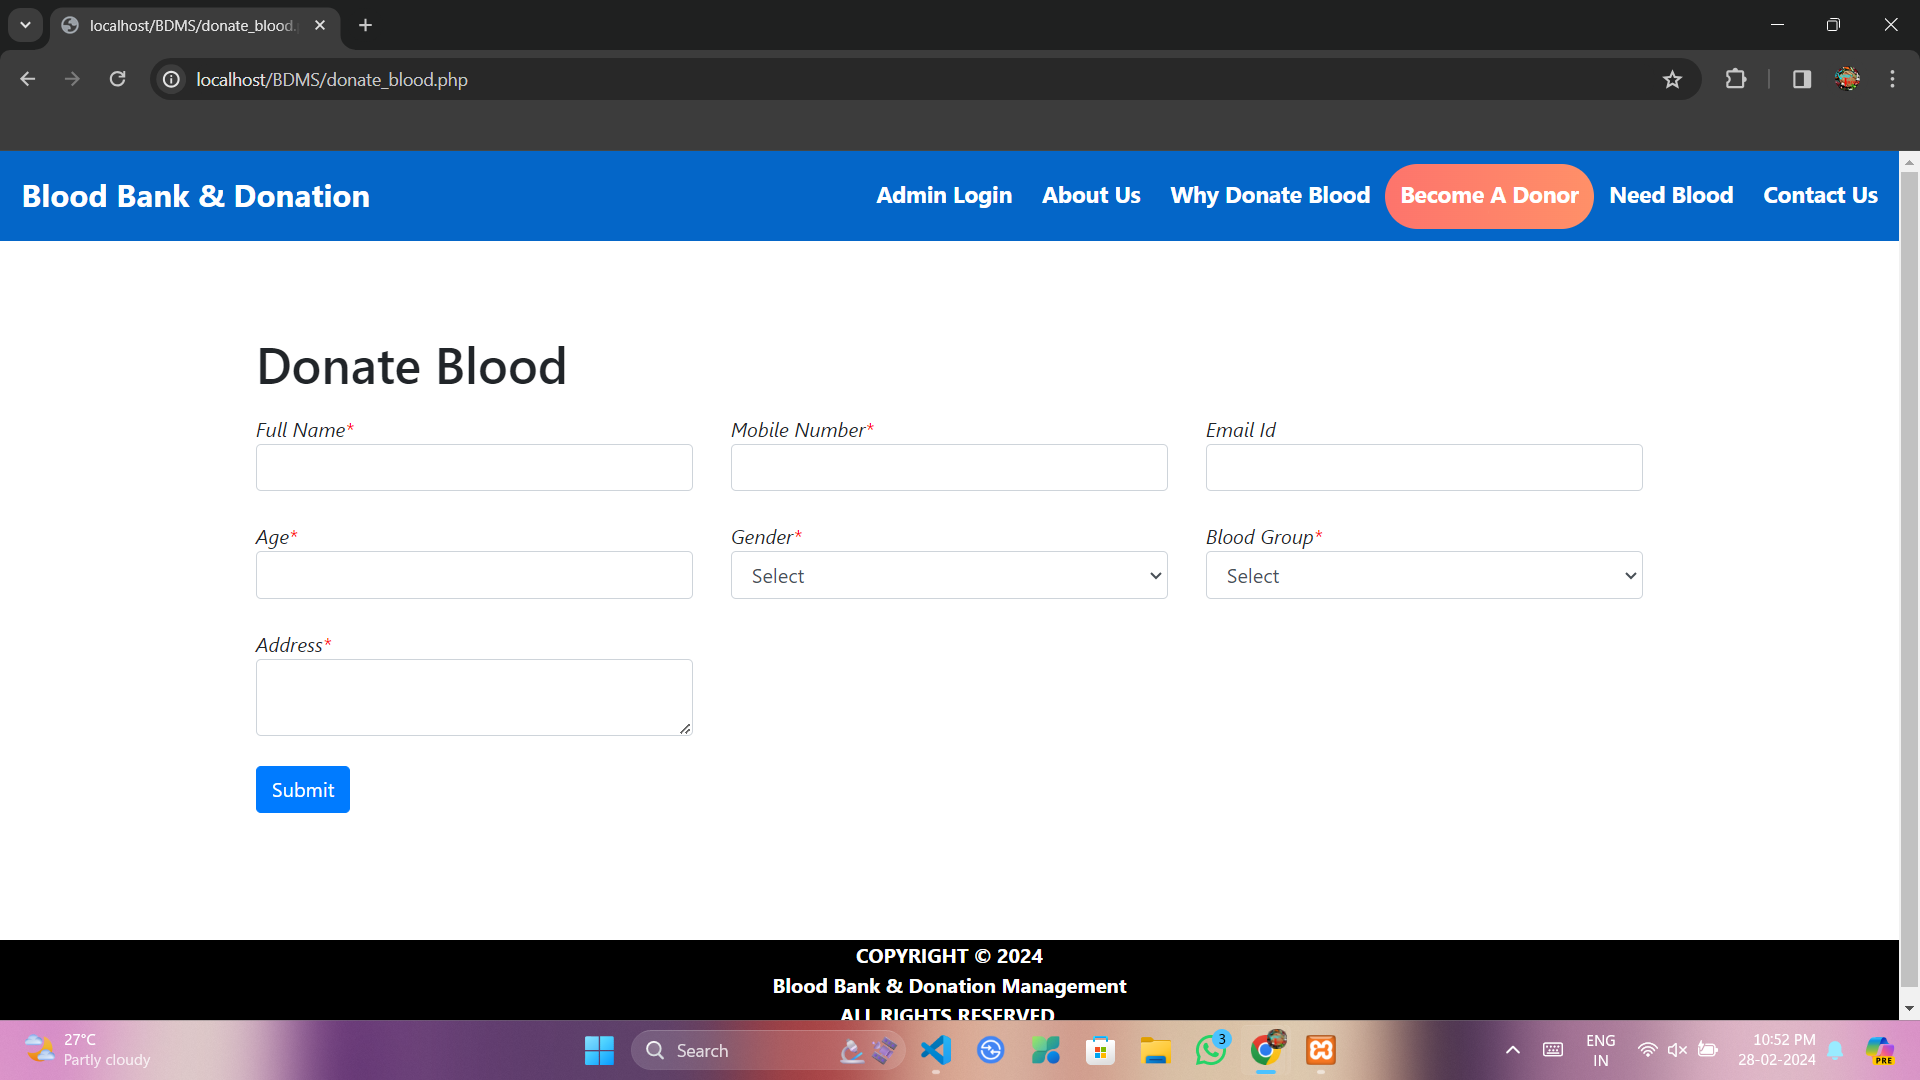 localhost/BDMS/donate_blood.
localhost/BDMS/donate_blood.php
Blood Bank & Donation
Admin Login
About Us
Why Donate Blood
Become A Donor
Need Blood
Contact Us
Donate Blood
Full Name*
Mobile Number*
Email Id
Age*
Gender*
Blood Group*
Select
Select
Address*
Submit
COPYRIGHT © 2024
Blood Bank & Donation Management
ALL RIGHTS RESERVED
27°C
Partly cloudy
Search
3
ENG
IN
10:52 PM
28-02-2024
PRE